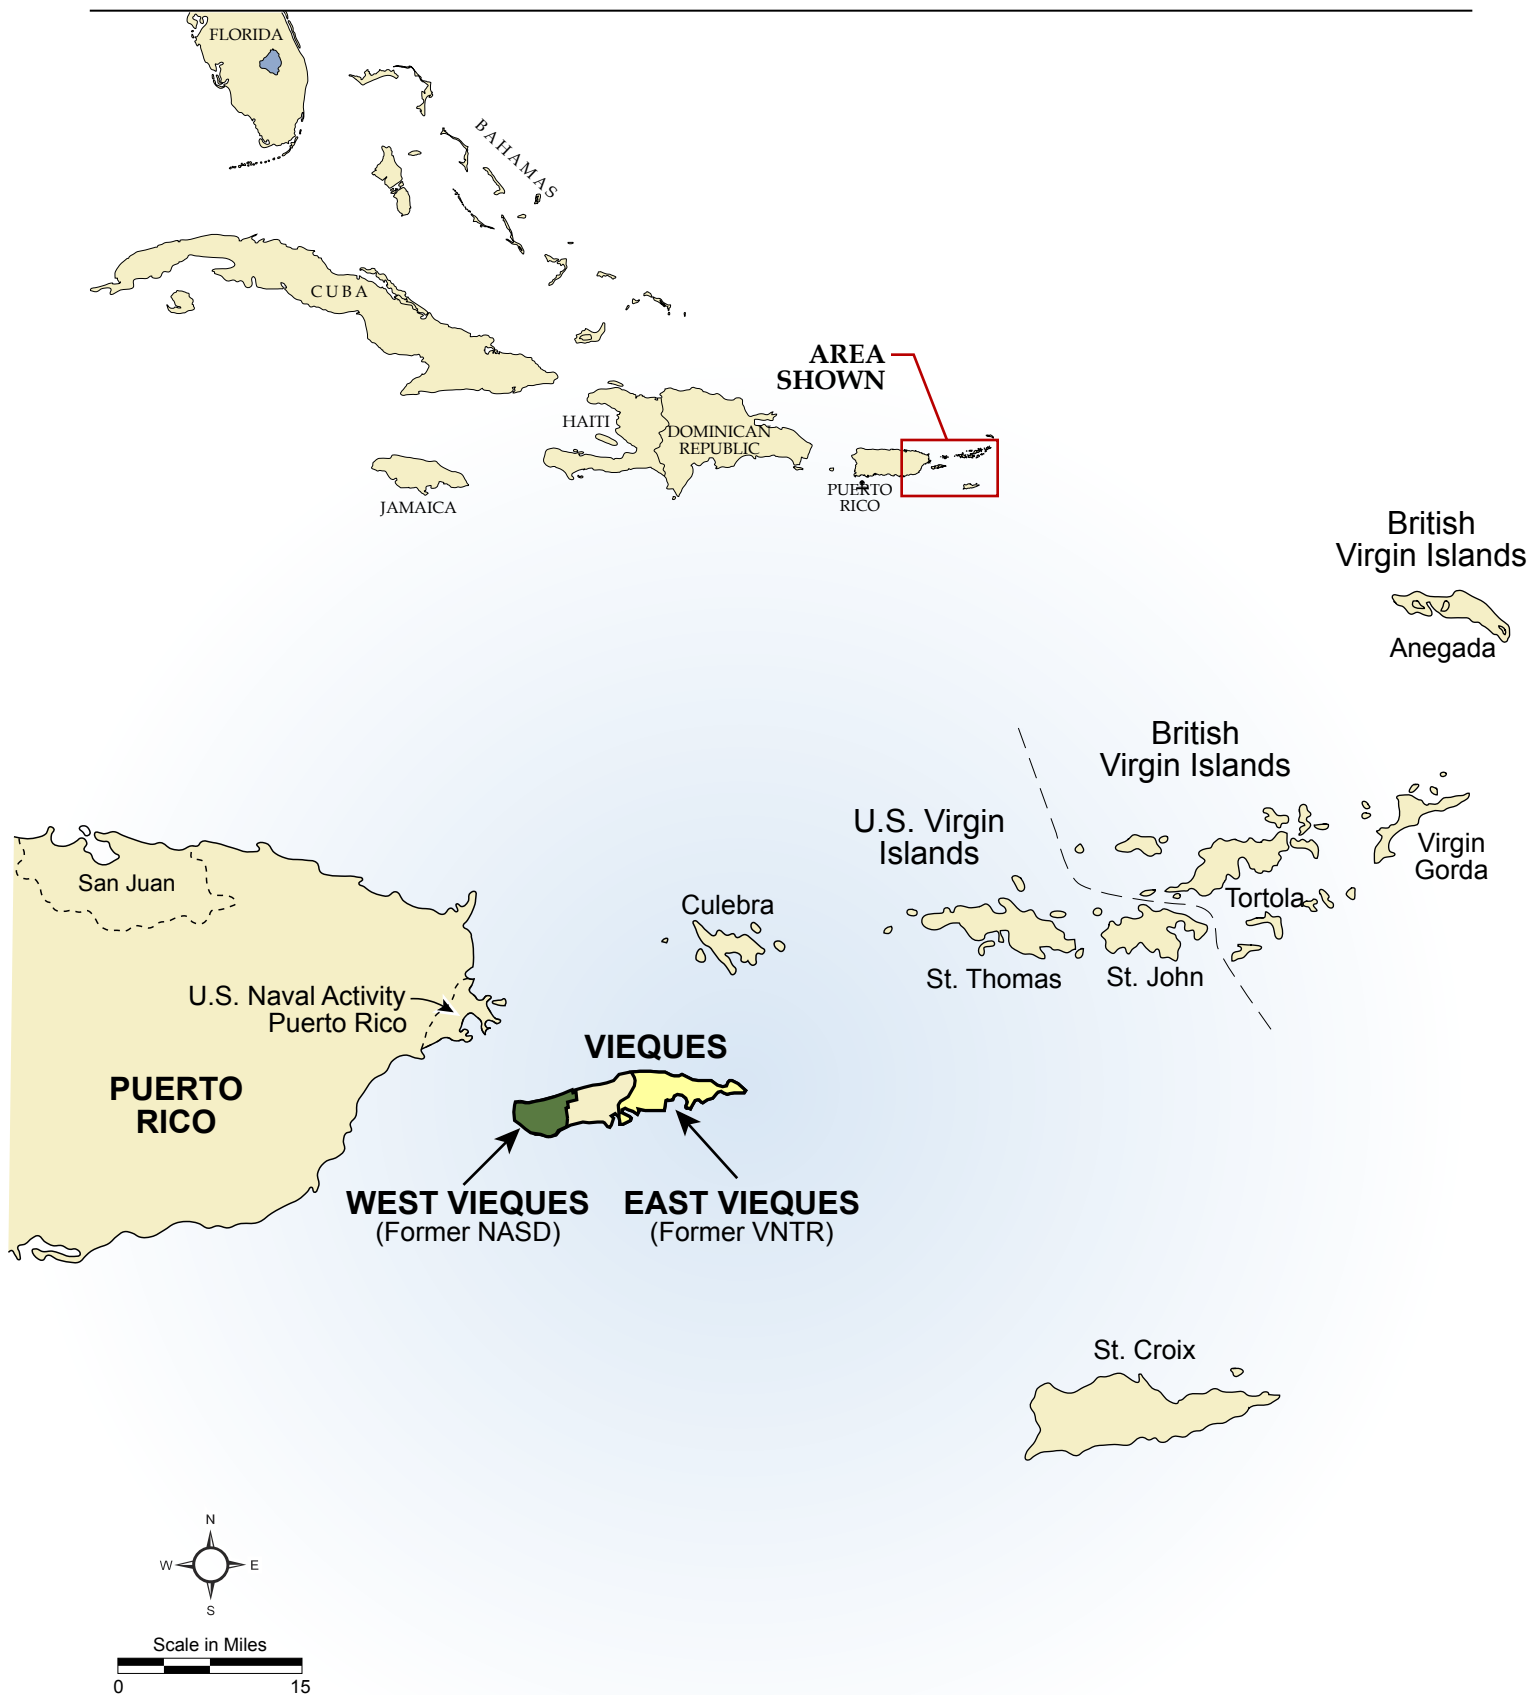 FLORIDA
BAHAMAS
CUBA
AREA
SHOWN
HAITI
DOMINICAN
REPUBLIC
JAMAICA
PUERTO
RICO
British
Virgin Islands
Anegada
British
Virgin Islands
U.S. Virgin
Islands
Virgin
Gorda
San Juan
Tortola
Culebra
St. Thomas
St. John
U.S. Naval Activity
Puerto Rico
VIEQUES
PUERTO
RICO
WEST VIEQUES
(Former NASD)
EAST VIEQUES
(Former VNTR)
St. Croix
N
W
E
S
Scale in Miles
0
15